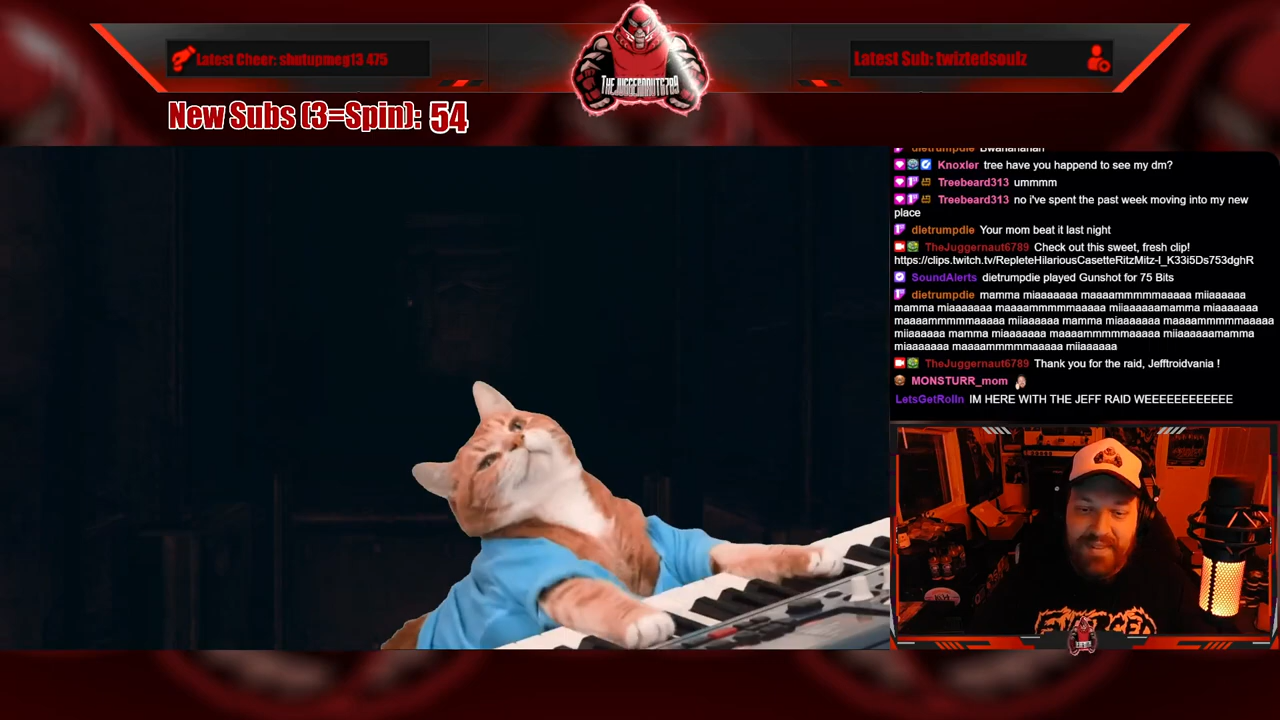 Latest Cheer: shutupmeg13 475
THEJUGGERNAUT6789
Latest Sub: twiztedsoulz
New Subs (3=Spin): 54
dietrumpdie Bwahahahah
Knoxler tree have you happend to see my dm?
Treebeard313 ummmm
Treebeard313 no i've spent the past week moving into my new
place
dietrumpdie Your mom beat it last night
TheJuggernaut6789 Check out this sweet, fresh clip!
https://clips.twitch.tv/RepleteHilariousCasetteRitzMitz-I_K33i5Ds753dghR
SoundAlerts dietrumpdie played Gunshot for 75 Bits
dietrumpdie mamma miaaaaaaa maaaammmmmaaaaa miiaaaaaa
mamma miaaaaaaa maaaammmmmaaaaa miiaaaaaamamma miaaaaaaa
maaaammmmmaaaaa miiaaaaaa mamma miaaaaaaa maaaammmmmaaaaa
miiaaaaaa mamma miaaaaaaa maaaammmmmaaaaa miiaaaaaamamma
miaaaaaaa maaaammmmmaaaaa miiaaaaaa
TheJuggernaut6789 Thank you for the raid, Jefftroidvania !
MONSTURR_mom
LetsGetRolln IM HERE WITH THE JEFF RAID WEEEEEEEEEEEE